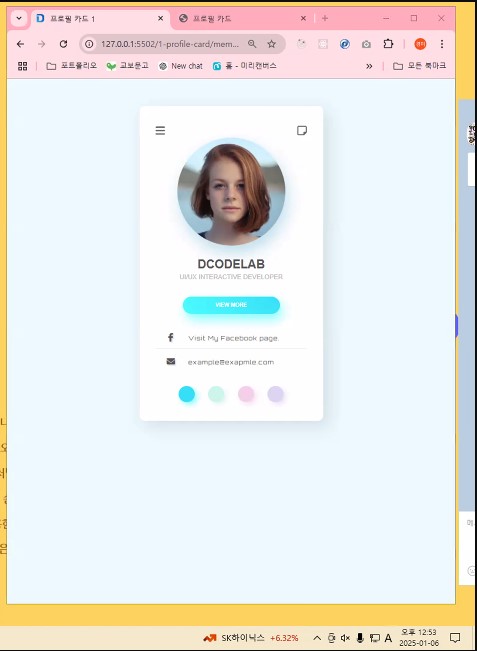 프로필 카드 1
프로필 카드
127.0.0.1:5502/1-profile-card/mem...
포트폴리오
교보문고
New chat
홈 - 미리캔버스
모든 북마크
DCODELAB
UI/UX INTERACTIVE DEVELOPER
VIEW MORE
Visit My Facebook page.
example@exapmle.com
SK하이닉스 +6.32%
A
오후 12:53
2025-01-06